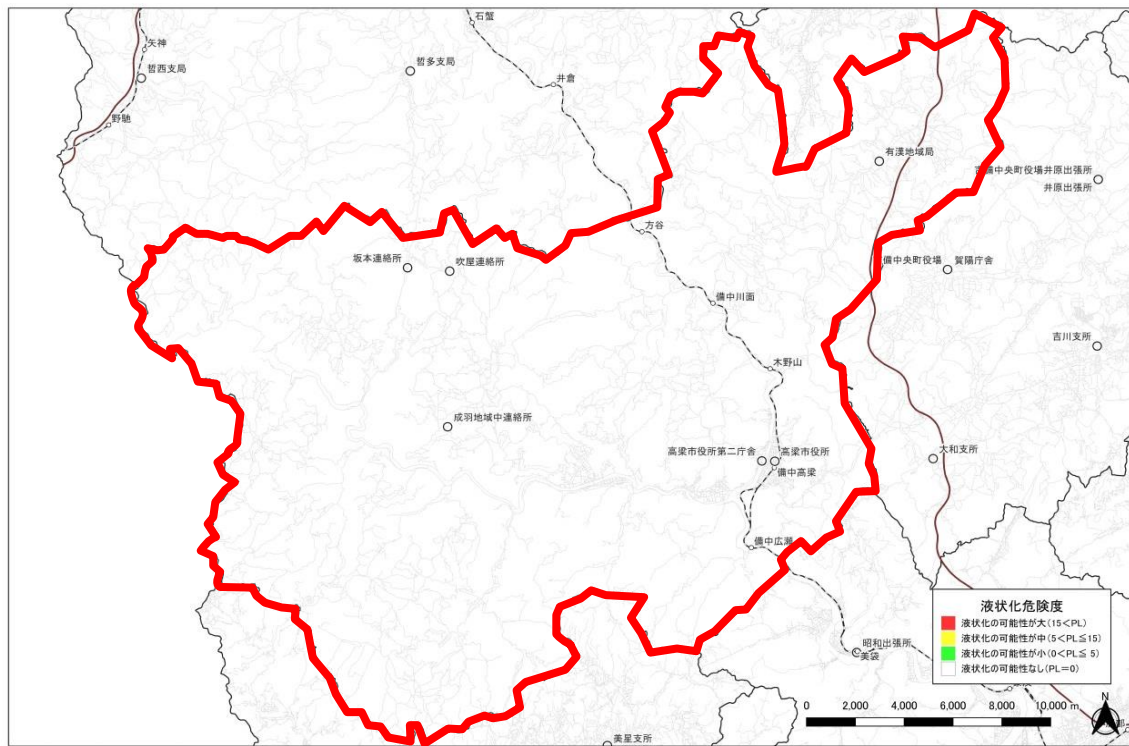 石蟹
矢神
哲西支局
哲多支局
井倉
野馳
有漢地域局
吉備中央町役場井原出張所
井原出張所
方谷
坂本連絡所
吹屋連絡所
備中央町役場
賀陽庁舎
備中川面
吉川支所
木野山
成羽地域中連絡所
高梁市役所第二庁舎
高梁市役所
備中高梁
大和支所
備中広瀬
昭和出張所
美袋
美星支所
液状化危険度
液状化の可能性が大(15<PL)
液状化の可能性が中(5<PL≦15)
液状化の可能性が小(0<PL≦ 5)
液状化の可能性なし(PL=0)
0 2,000 4,000 6,000 8,000 10,000 m
N